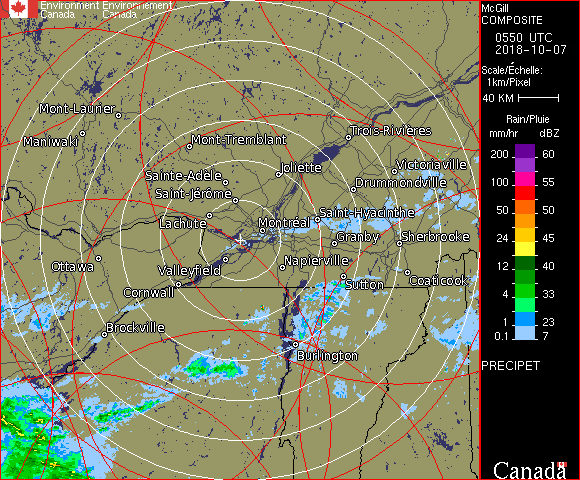 Environment Environnement
Canada Canada
McGill
COMPOSITE
0550 UTC
2018-10-07
Scale/Échelle:
1km/Pixel
40 KM
Rain/Pluie
mm/hr dBZ
200 60
55
100 55
50 50
24 45
12 40
4 33
1 23
0.1 7
PRECIPET
Canada
Mont-Laurier
Maniwaki
Mont-Tremblant
Trois-Rivières
Sainte-Adèle
Joliette
Victoriaville
Saint-Jérôme
Drummondville
Lachute
Montréal
Saint-Hyacinthe
Granby
Sherbrooke
Ottawa
Valleyfield
Napierville
Cornwall
Sutton
Coaticook
Brockville
Burlington